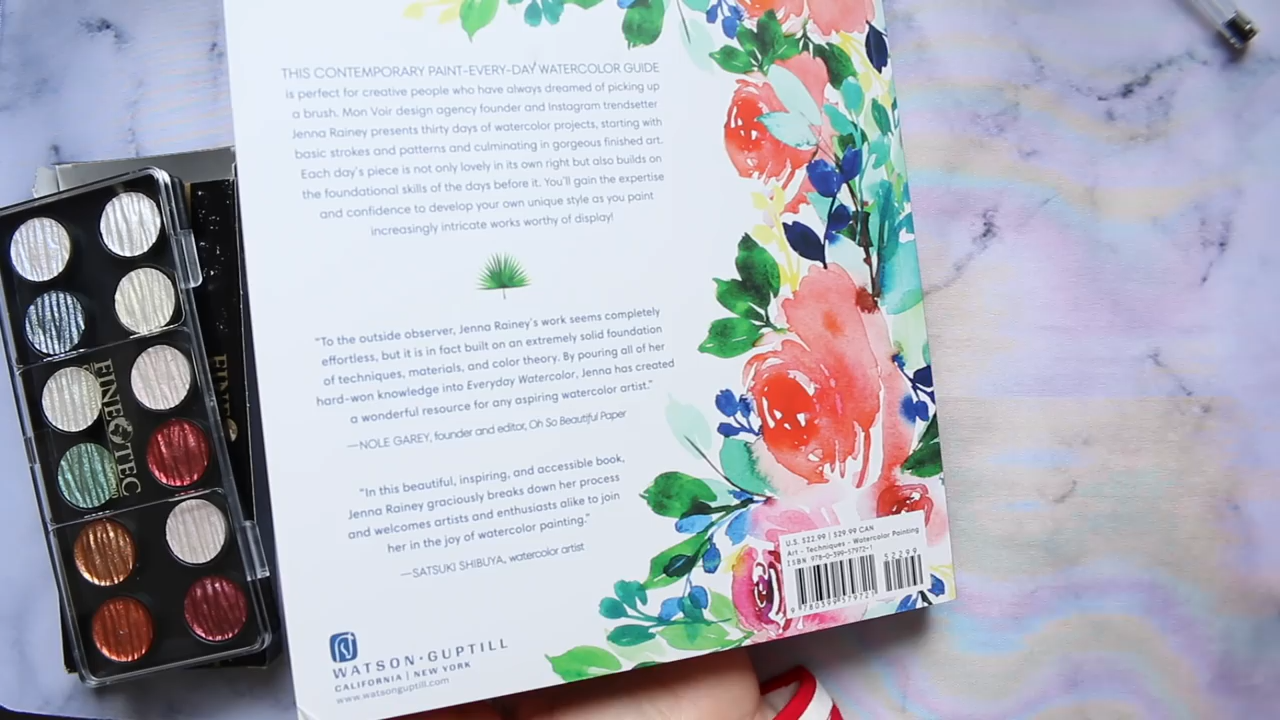 THIS CONTEMPORARY PAINT-EVERY-DAY WATERCOLOR GUIDE
is perfect for creative people who have always dreamed of picking up
a brush. Mon Voir design agency founder and Instagram trendsetter
Jenna Rainey presents thirty days of watercolor projects, starting with
basic strokes and patterns and culminating in gorgeous finished art.
Each day's piece is not only lovely in its own right but also builds on
the foundational skills of the days before it. You'll gain the expertise
and confidence to develop your own unique style as you paint
increasingly intricate works worthy of display!
"To the outside observer, Jenna Rainey's work seems completely
effortless, but it is in fact built on an extremely solid foundation
of techniques, materials, and color theory. By pouring all of her
hard-won knowledge into Everyday Watercolor, Jenna has created
a wonderful resource for any aspiring watercolor artist."
—NOLE GAREY, founder and editor, Oh So Beautiful Paper
"In this beautiful, inspiring, and accessible book,
Jenna Rainey graciously breaks down her process
and welcomes artists and enthusiasts alike to join
her in the joy of watercolor painting."
—SATSUKI SHIBUYA, watercolor artist
WATSON-GUPTILL
CALIFORNIA | NEW YORK
www.watsonguptill.com
U.S. $22.99 | $29.99 CAN
Art - Techniques - Watercolor Painting
ISBN 978-0-399-57972-1
52299
9 780399 579721
FINETEC